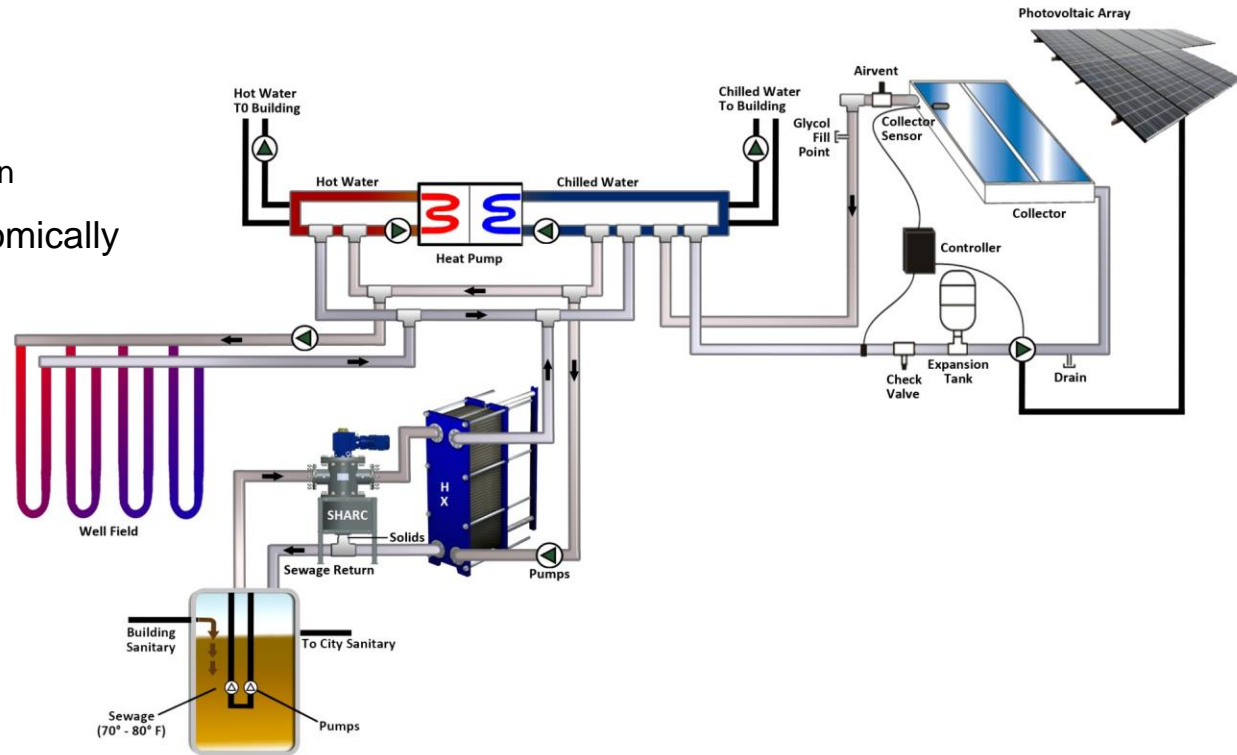 Photovoltaic Array
Airvent
Hot Water
T0 Building
Chilled Water
To Building
Glycol
Fill
Point
Collector
Sensor
n
Hot Water
Chilled Water
Collector
omically
Heat Pump
Controller
Expansion
Tank
Check
Valve
Drain
Well Field
H
X
SHARC
Solids
Sewage Return
Pumps
Building
Sanitary
To City Sanitary
Sewage
(70° - 80° F)
Pumps